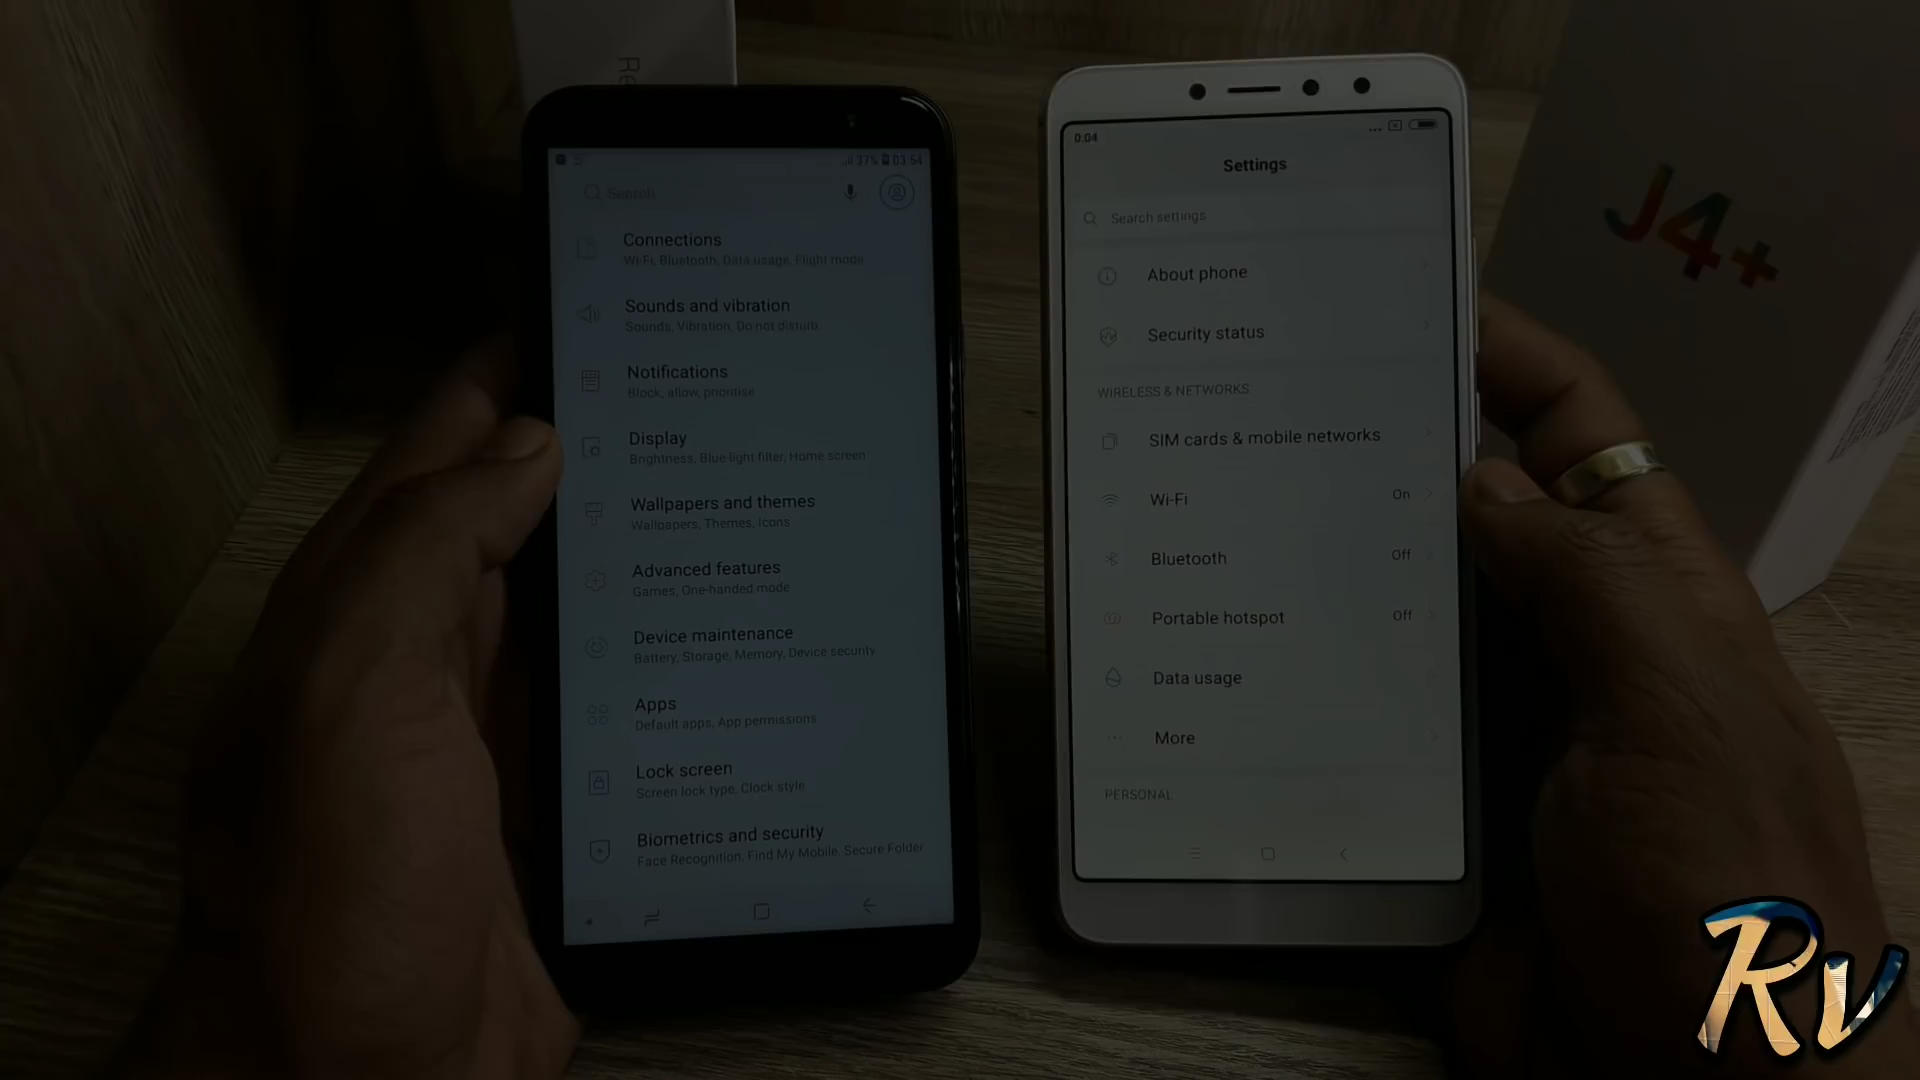 Re
37% 03:54
Search
Connections
Wi-Fi, Bluetooth, Data usage, Flight mode
Sounds and vibration
Sounds, Vibration, Do not disturb
Notifications
Block, allow, prioritise
Display
Brightness, Blue light filter, Home screen
Wallpapers and themes
Wallpapers, Themes, Icons
Advanced features
Games, One-handed mode
Device maintenance
Battery, Storage, Memory, Device security
Apps
Default apps, App permissions
Lock screen
Screen lock type, Clock style
Biometrics and security
Face Recognition, Find My Mobile, Secure Folder
0:04
Settings
Search settings
About phone
Security status
WIRELESS & NETWORKS
SIM cards & mobile networks
Wi-Fi On
Bluetooth Off
Portable hotspot Off
Data usage
More
PERSONAL
J4+
Rv